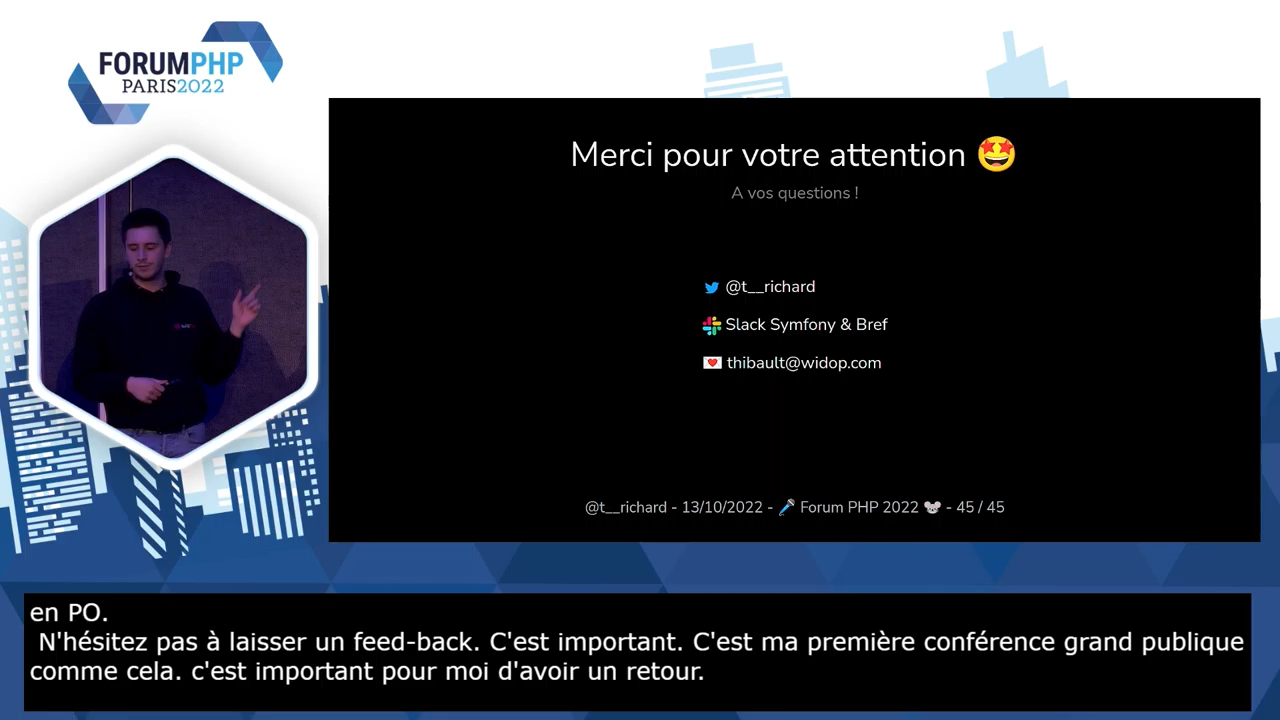 FORUMPHP
PARIS2022
Merci pour votre attention 🤩
A vos questions !
@t__richard
Slack Symfony & Bref
💌 thibault@widop.com
@t__richard - 13/10/2022 - 🎤 Forum PHP 2022 🐭 - 45 / 45
en PO.
N'hésitez pas à laisser un feed-back. C'est important. C'est ma première conférence grand publique
comme cela. c'est important pour moi d'avoir un retour.